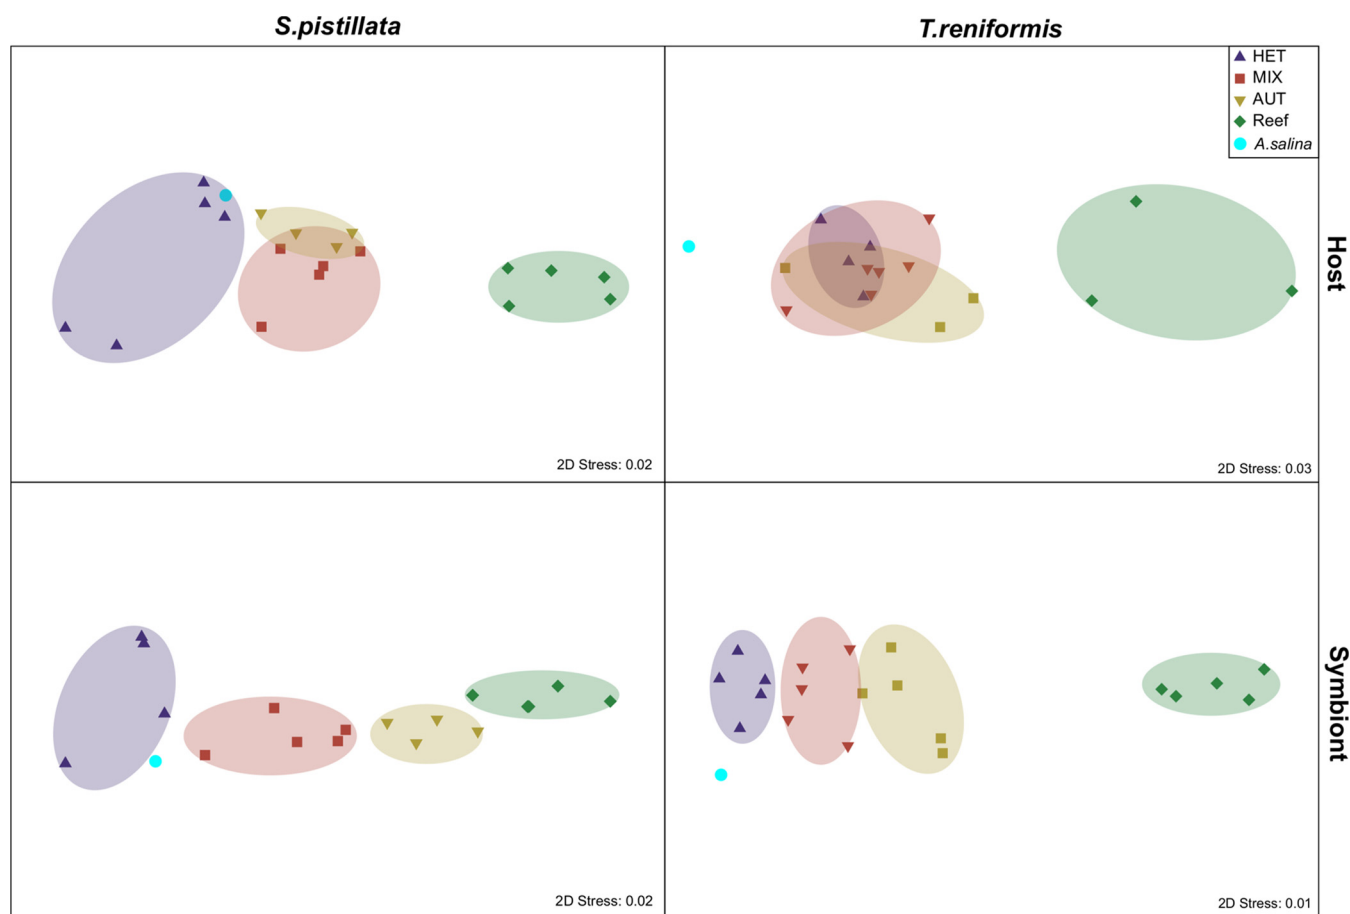 S.pistillata
T.reniformis
HET
MIX
AUT
Reef
A.salina
Host
2D Stress: 0.02
2D Stress: 0.03
Symbiont
2D Stress: 0.02
2D Stress: 0.01